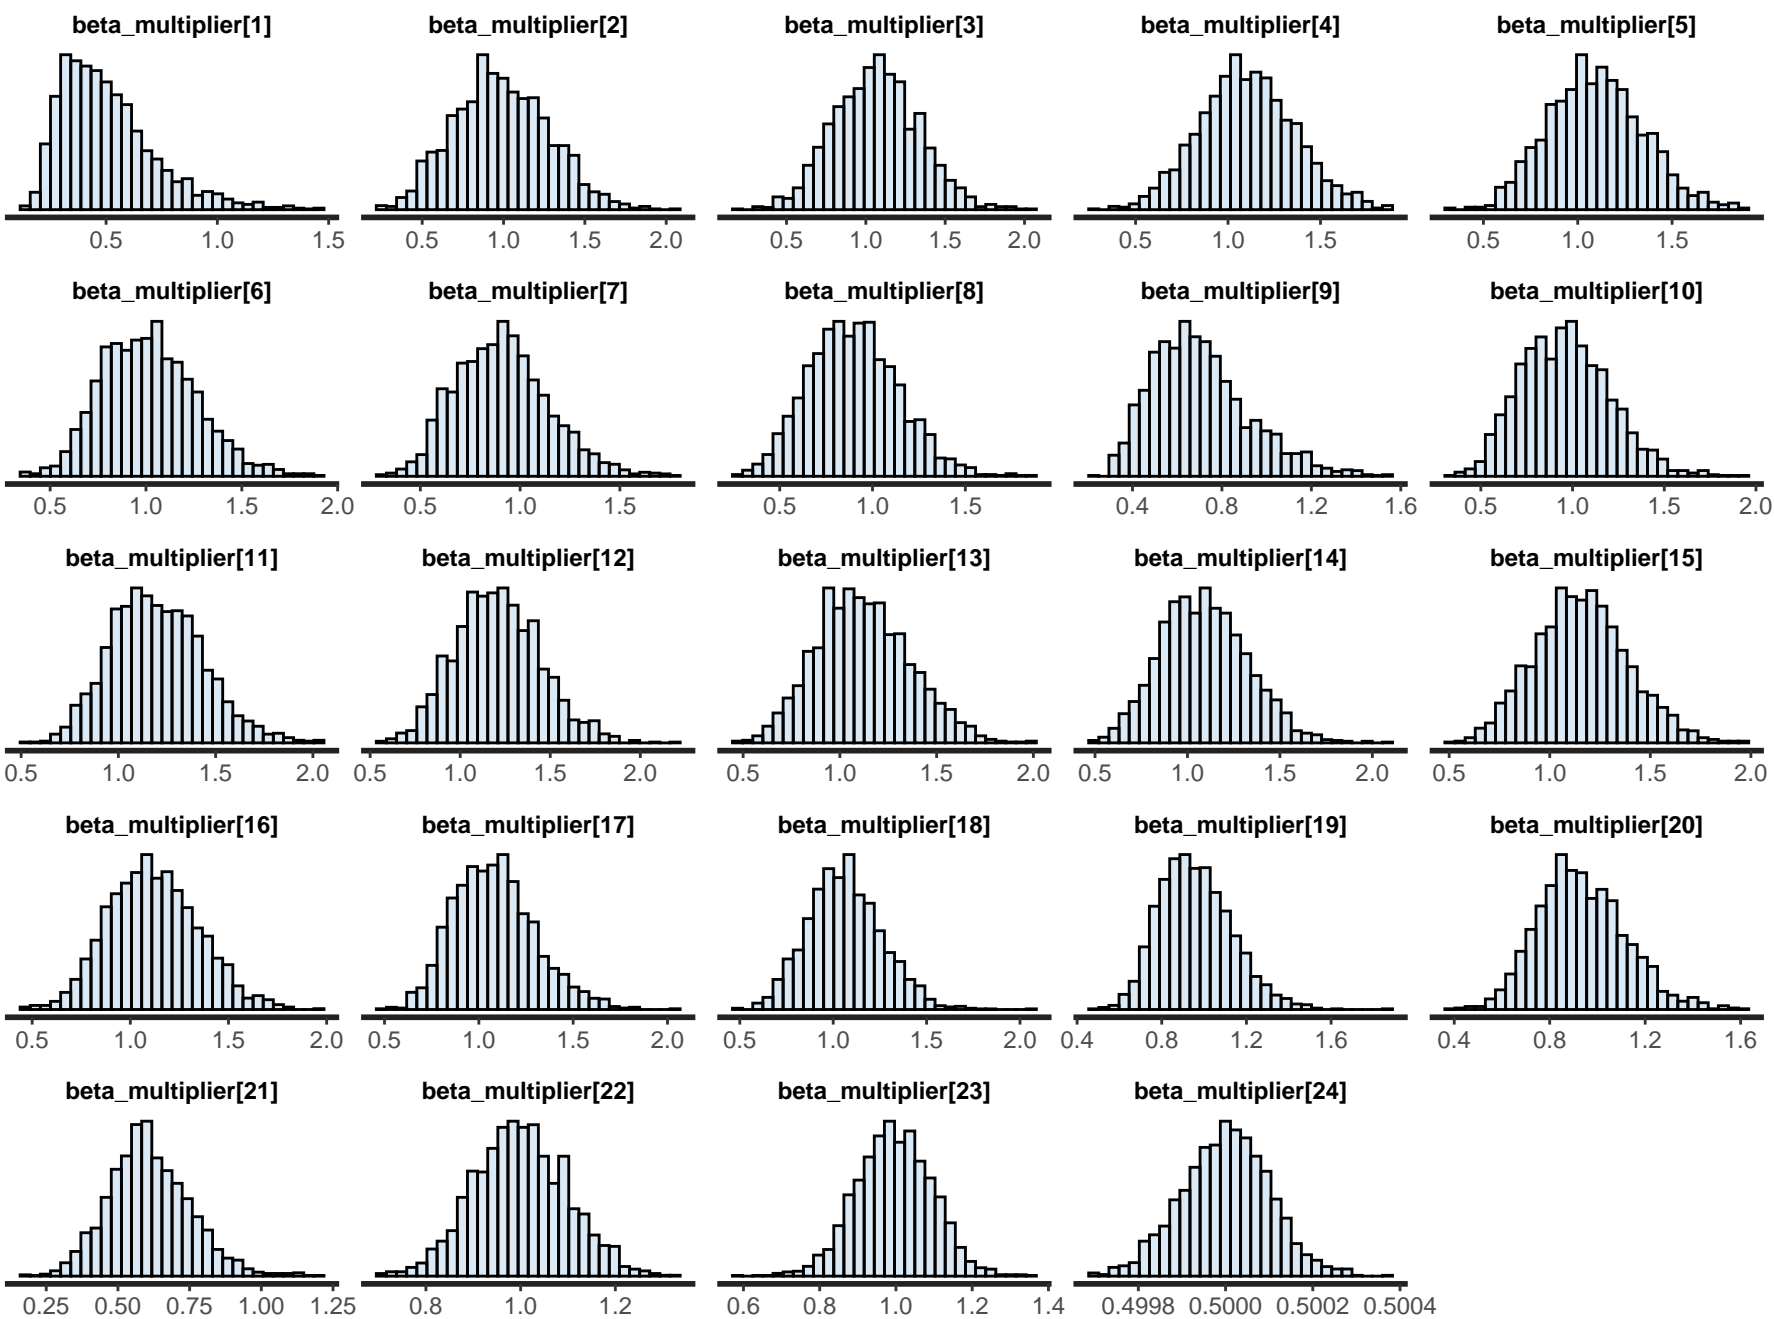 beta_multiplier[1] beta_multiplier[2] beta_multiplier[3] beta_multiplier[4] beta_multiplier[5]
0.5 1.0 1.5 0.5 1.0 1.5 2.0 0.5 1.0 1.5 2.0 0.5 1.0 1.5 0.5 1.0 1.5
beta_multiplier[6] beta_multiplier[7] beta_multiplier[8] beta_multiplier[9] beta_multiplier[10]
0.5 1.0 1.5 2.0 0.5 1.0 1.5 0.5 1.0 1.5 0.4 0.8 1.2 1.6 0.5 1.0 1.5 2.0
beta_multiplier[11] beta_multiplier[12] beta_multiplier[13] beta_multiplier[14] beta_multiplier[15]
0.5 1.0 1.5 2.0 0.5 1.0 1.5 2.0 0.5 1.0 1.5 2.0 0.5 1.0 1.5 2.0 0.5 1.0 1.5 2.0
beta_multiplier[16] beta_multiplier[17] beta_multiplier[18] beta_multiplier[19] beta_multiplier[20]
0.5 1.0 1.5 2.0 0.5 1.0 1.5 2.0 0.5 1.0 1.5 2.0 0.4 0.8 1.2 1.6 0.4 0.8 1.2 1.6
beta_multiplier[21] beta_multiplier[22] beta_multiplier[23] beta_multiplier[24]
0.25 0.50 0.75 1.00 1.25 0.8 1.0 1.2 0.6 0.8 1.0 1.2 1.4 0.4998 0.5000 0.5002 0.5004